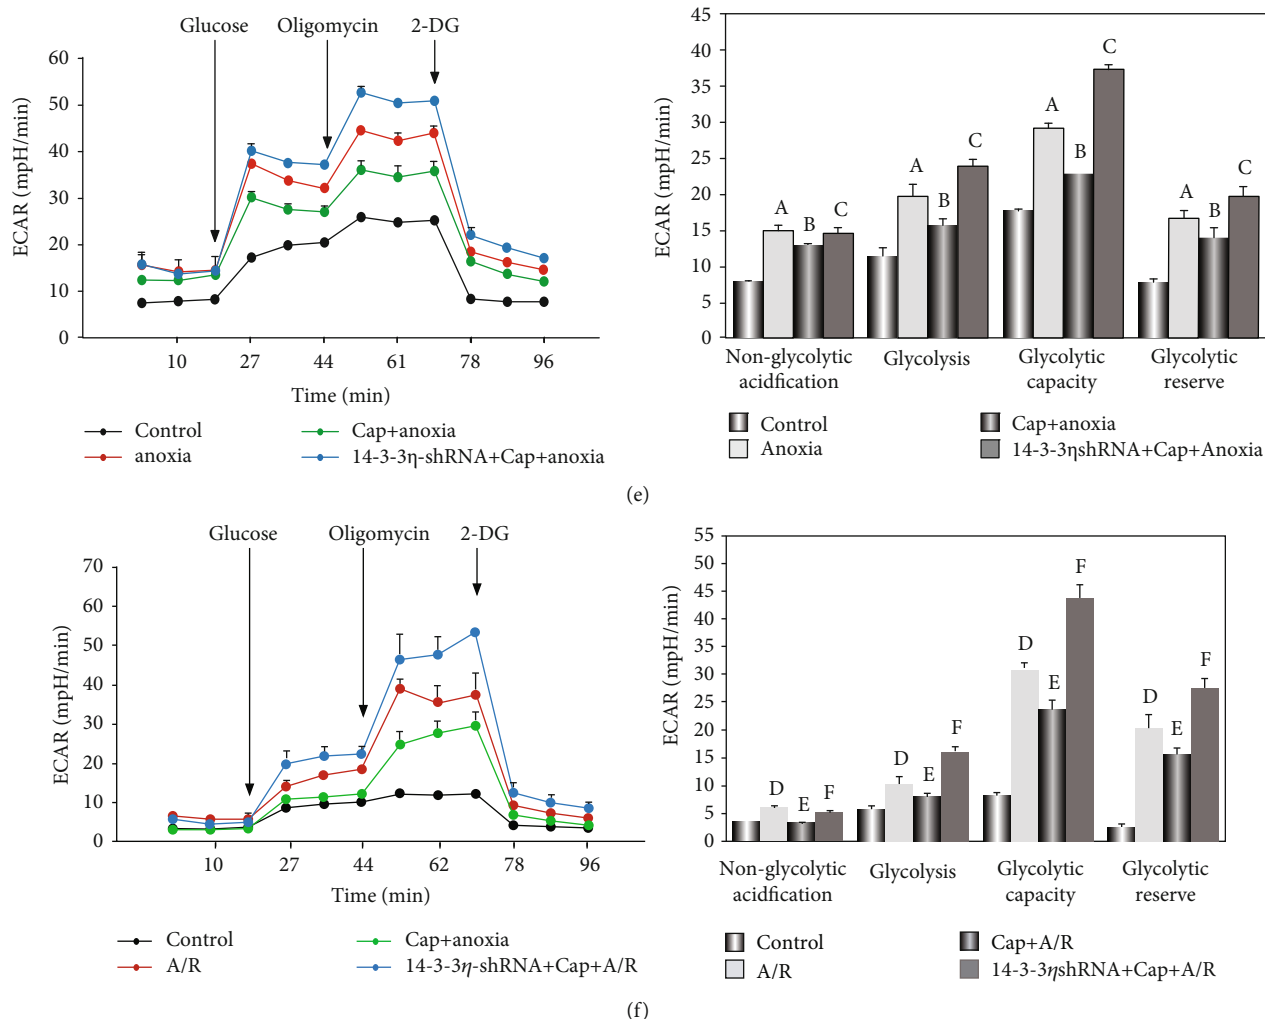 Glucose Oligomycin 2-DG
ECAR (mpH/min)
60
50
40
30
20
10
0
10 27 44 61 78 96
Time (min)
Control
anoxia
Cap+anoxia
14-3-3η-shRNA+Cap+anoxia
ECAR (mpH/min)
45
40
35
30
25
20
15
10
5
0
A B C
A B C
A B C
A B C
Non-glycolytic
acidfication
Glycolysis
Glycolytic
capacity
Glycolytic
reserve
Control
Anoxia
Cap+anoxia
14-3-3ηshRNA+Cap+Anoxia
(e)
Glucose Oligomycin 2-DG
ECAR (mpH/min)
70
60
50
40
30
20
10
0
10 27 44 62 78 96
Time (min)
Control
A/R
Cap+anoxia
14-3-3η-shRNA+Cap+A/R
ECAR (mpH/min)
55
50
45
40
35
30
25
20
15
10
5
0
D E F
D E F
D E F
D E F
Non-glycolytic
acidfication
Glycolysis
Glycolytic
capacity
Glycolytic
reserve
Control
A/R
Cap+A/R
14-3-3ηshRNA+Cap+A/R
(f)